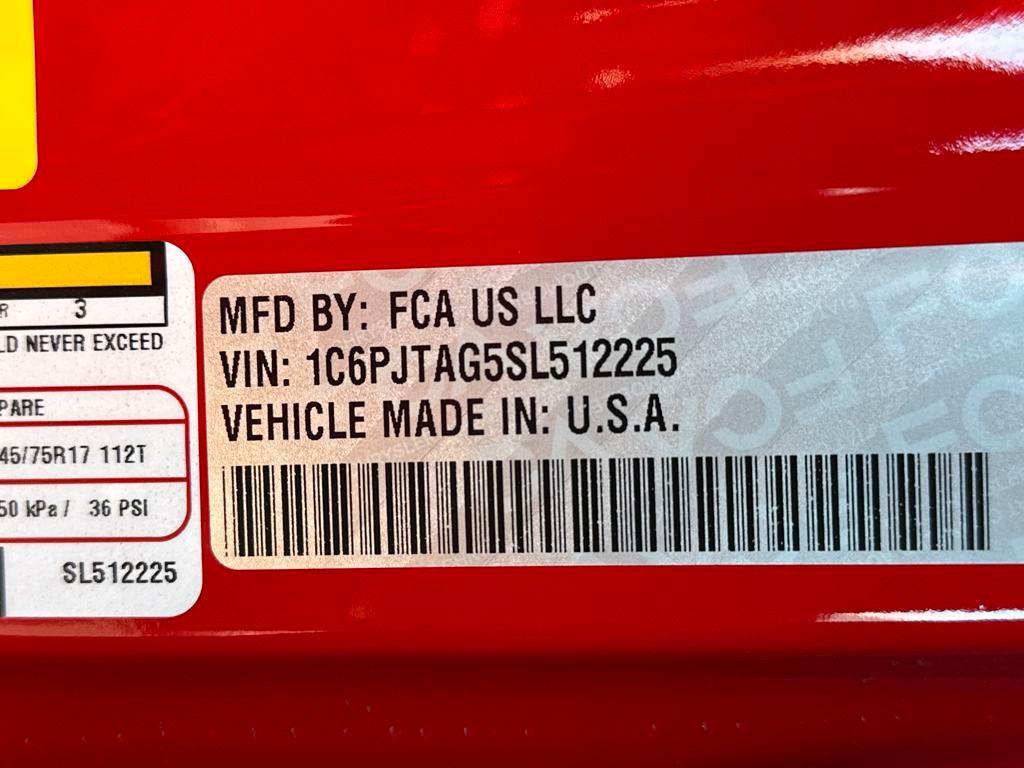 3
LD NEVER EXCEED
PARE
45/75R17 112T
50 kPa / 36 PSI
SL512225
MFD BY: FCA US LLC
VIN: 1C6PJTAG5SL512225
VEHICLE MADE IN: U.S.A.